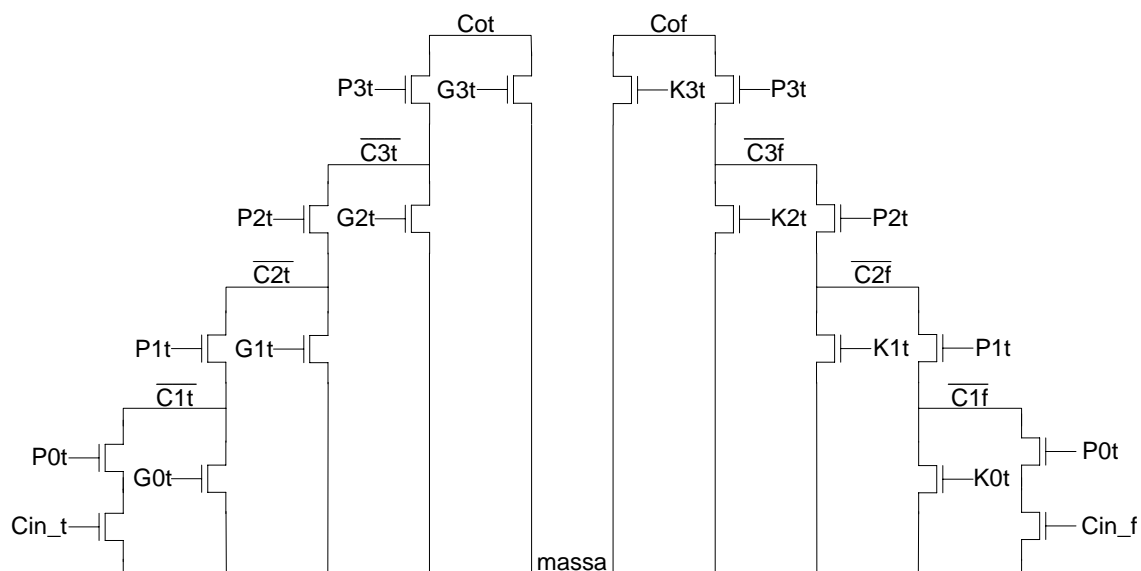 Cot Cof
P3t G3t K3t P3t
C3t C3f
P2t G2t K2t P2t
C2t C2f
P1t G1t K1t P1t
C1t C1f
P0t G0t K0t P0t
Cin_t Cin_f
massa